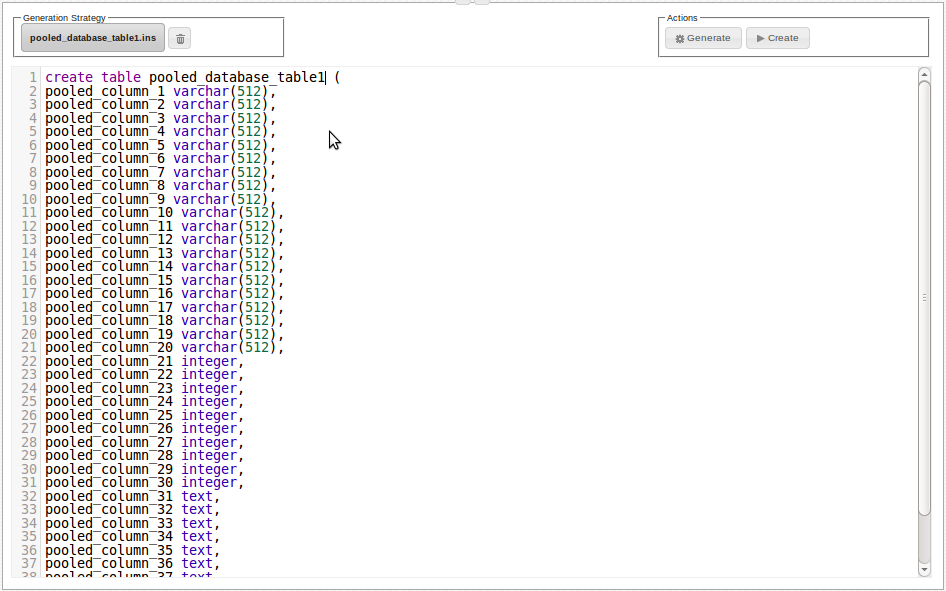 Generation Strategy
pooled_database_table1.ins
Actions
Generate
Create
1 create table pooled_database_table1 (
2 pooled_column_1 varchar(512),
3 pooled_column_2 varchar(512),
4 pooled_column_3 varchar(512),
5 pooled_column_4 varchar(512),
6 pooled_column_5 varchar(512),
7 pooled_column_6 varchar(512),
8 pooled_column_7 varchar(512),
9 pooled_column_8 varchar(512),
10 pooled_column_9 varchar(512),
11 pooled_column_10 varchar(512),
12 pooled_column_11 varchar(512),
13 pooled_column_12 varchar(512),
14 pooled_column_13 varchar(512),
15 pooled_column_14 varchar(512),
16 pooled_column_15 varchar(512),
17 pooled_column_16 varchar(512),
18 pooled_column_17 varchar(512),
19 pooled_column_18 varchar(512),
20 pooled_column_19 varchar(512),
21 pooled_column_20 varchar(512),
22 pooled_column_21 integer,
23 pooled_column_22 integer,
24 pooled_column_23 integer,
25 pooled_column_24 integer,
26 pooled_column_25 integer,
27 pooled_column_26 integer,
28 pooled_column_27 integer,
29 pooled_column_28 integer,
30 pooled_column_29 integer,
31 pooled_column_30 integer,
32 pooled_column_31 text,
33 pooled_column_32 text,
34 pooled_column_33 text,
35 pooled_column_34 text,
36 pooled_column_35 text,
37 pooled_column_36 text,
38 pooled_column_37 text,